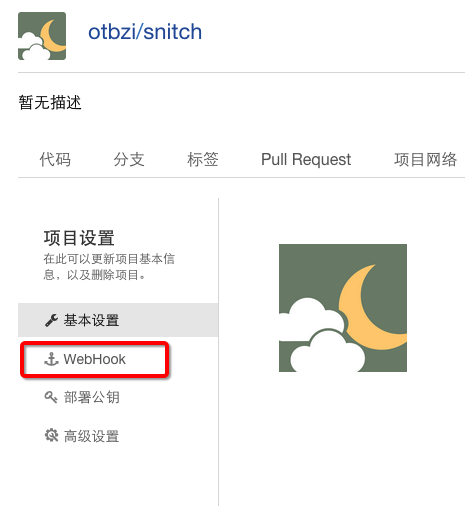 otbzi/snitch
暂无描述
代码 分支 标签 Pull Request 项目网络
项目设置
在此可以更新项目基本信
息，以及删除项目。
基本设置
WebHook
部署公钥
高级设置